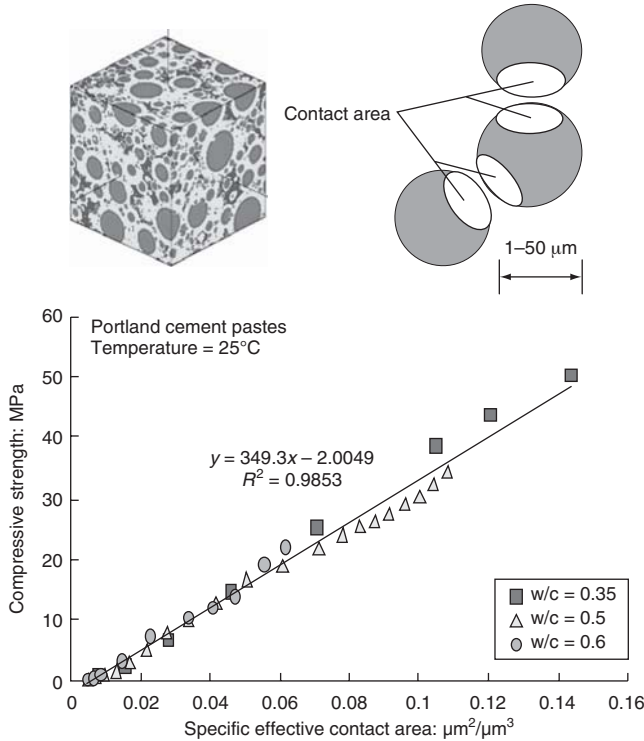 Contact area
1–50 μm
Portland cement pastes
Temperature = 25°C
y = 349.3x – 2.0049
R² = 0.9853
Compressive strength: MPa
60
50
40
30
20
10
0
w/c = 0.35
w/c = 0.5
w/c = 0.6
0 0.02 0.04 0.06 0.08 0.1 0.12 0.14 0.16
Specific effective contact area: μm²/μm³